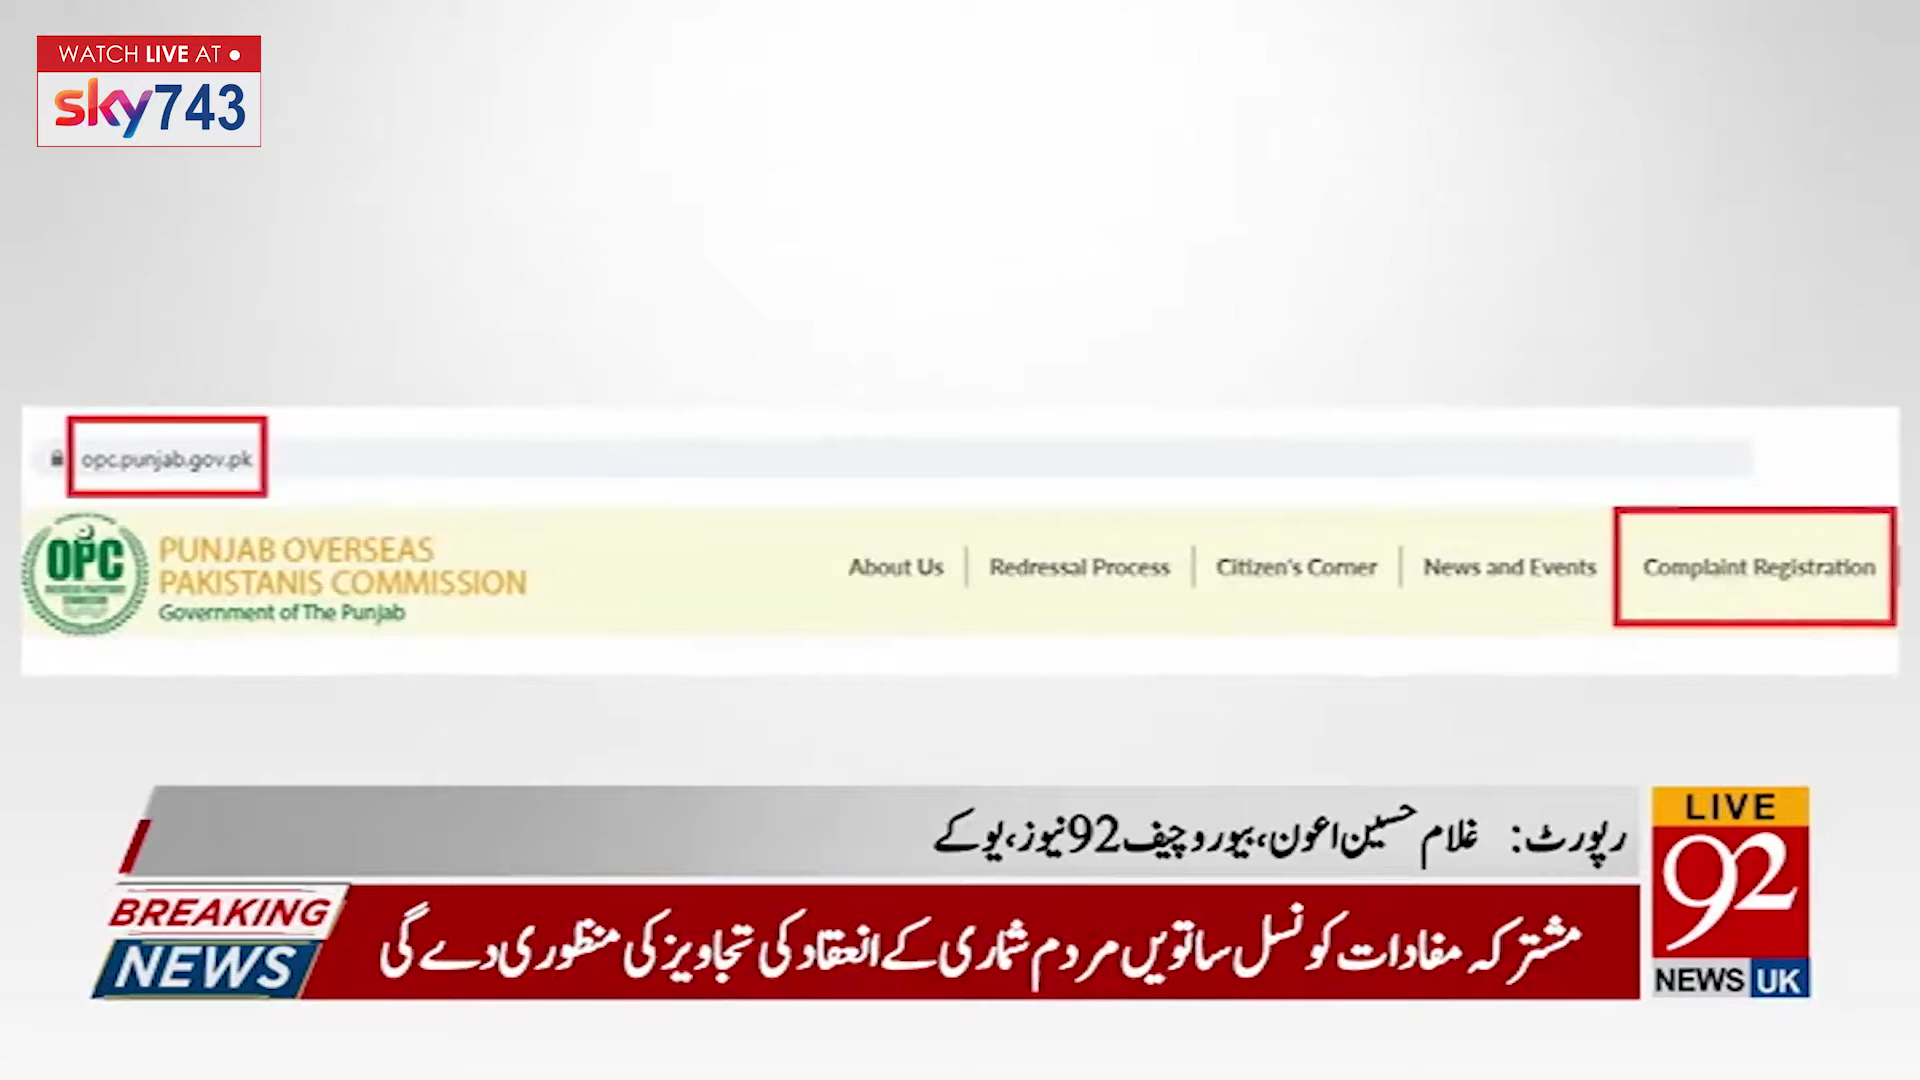 WATCH LIVE AT
sky743
opc.punjab.gov.pk
OPC
PUNJAB OVERSEAS
PAKISTANIS COMMISSION
Government of The Punjab
About Us
Redressal Process
Citizen's Corner
News and Events
Complaint Registration
رپورٹ: غلام حسین اعون، بیورو چیف 92 نیوز، یو کے
LIVE
92
NEWS UK
BREAKING
NEWS
مشترکہ مفادات کونسل ساتویں مردم شماری کے انعقاد کی تجاویز کی منظوری دے گی